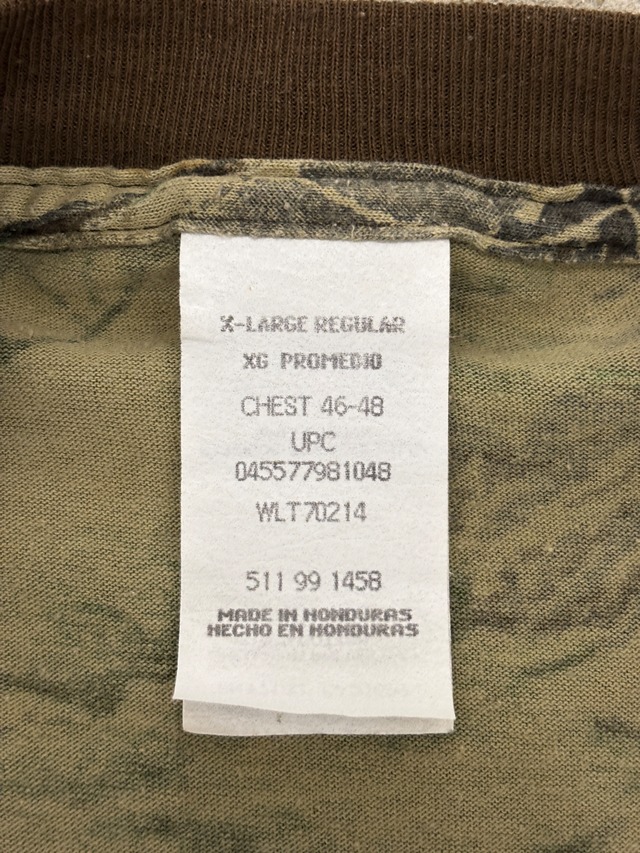 X-LARGE REGULAR
XG PROMEDIO
CHEST 46-48
UPC
045577981048
WLT70214
511 99 1458
MADE IN HONDURAS
HECHO EN HONDURAS